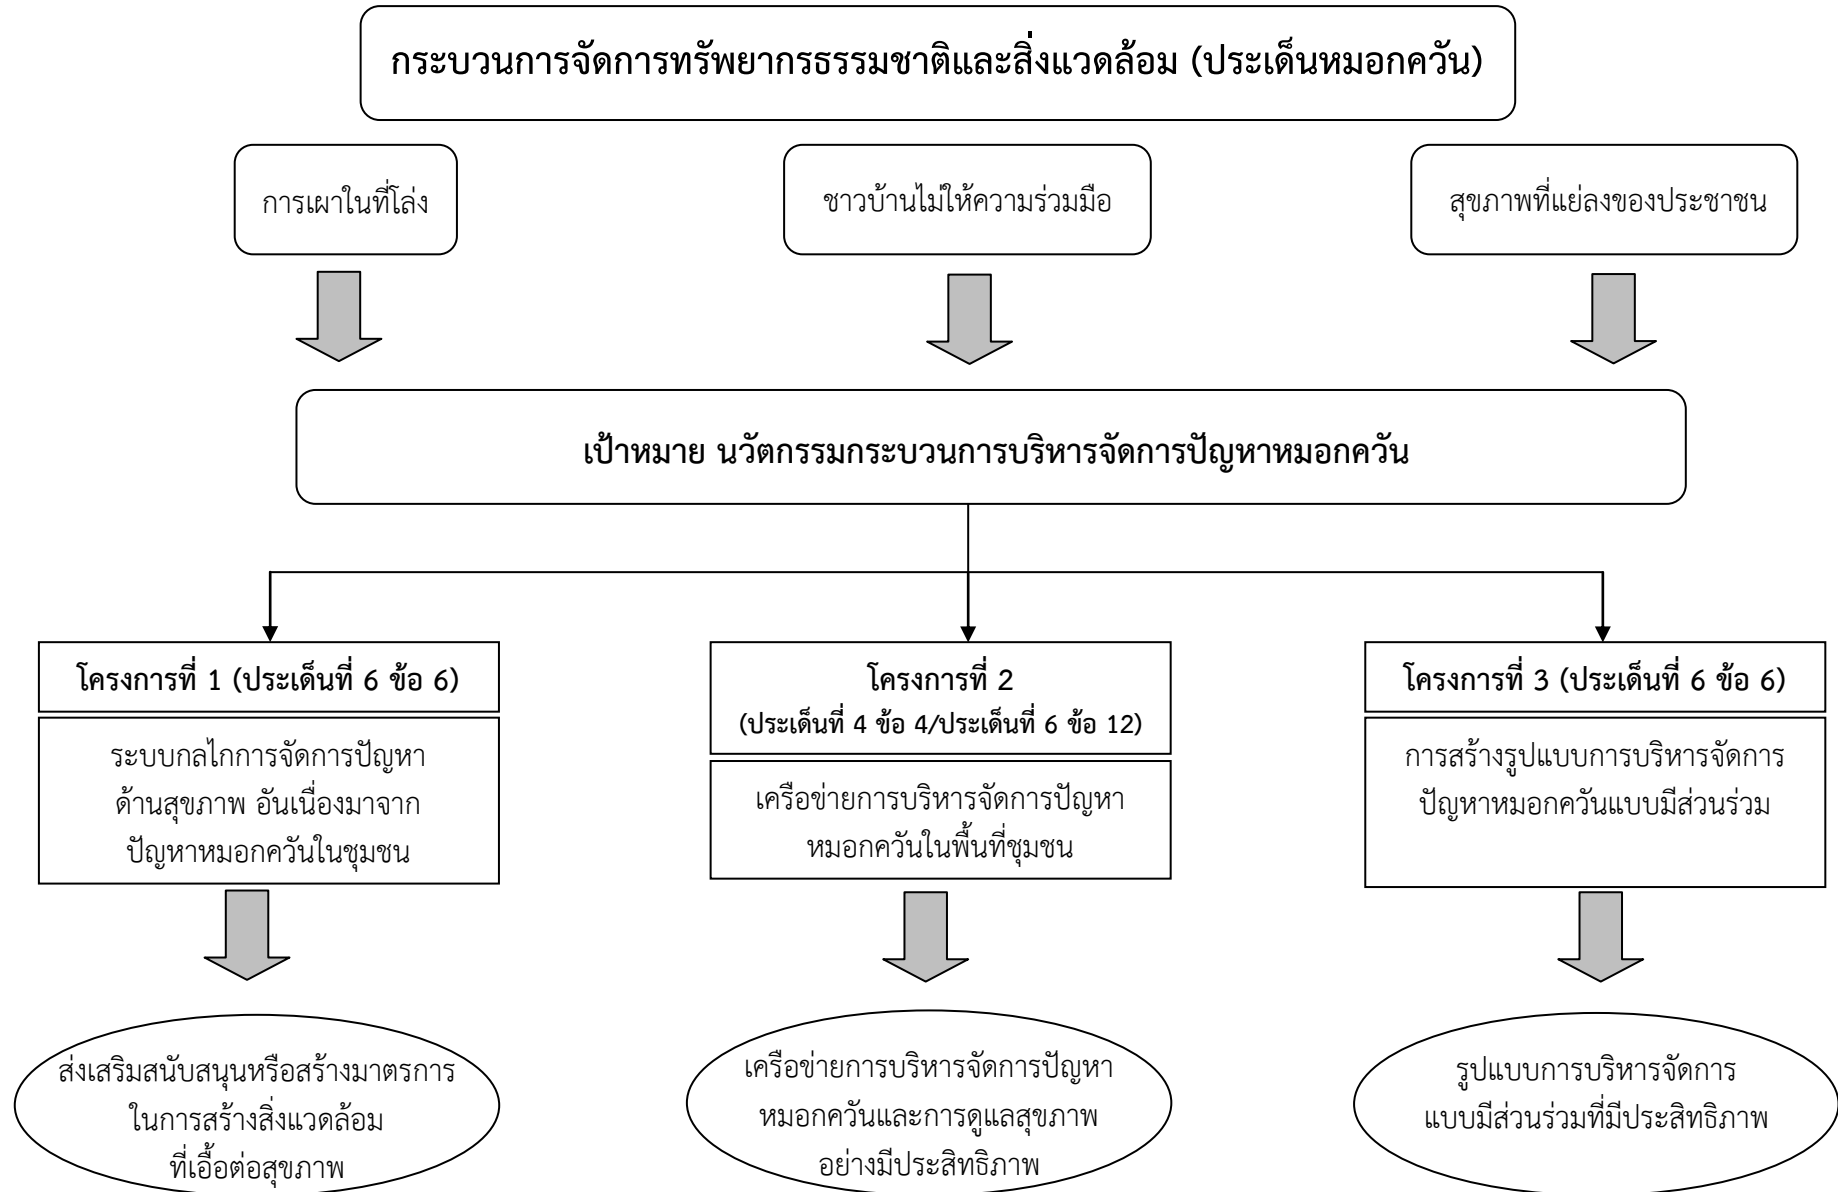 กระบวนการจัดการทรัพยากรธรรมชาติและสิ่งแวดล้อม (ประเด็นหมอกควัน)
การเผาในที่โล่ง
ชาวบ้านไม่ให้ความร่วมมือ
สุขภาพที่แย่ลงของประชาชน
เป้าหมาย นวัตกรรมกระบวนการบริหารจัดการปัญหาหมอกควัน
โครงการที่ 1 (ประเด็นที่ 6 ข้อ 6)
ระบบกลไกการจัดการปัญหา
ด้านสุขภาพ อันเนื่องมาจาก
ปัญหาหมอกควันในชุมชน
โครงการที่ 2
(ประเด็นที่ 4 ข้อ 4/ประเด็นที่ 6 ข้อ 12)
เครือข่ายการบริหารจัดการปัญหา
หมอกควันในพื้นที่ชุมชน
โครงการที่ 3 (ประเด็นที่ 6 ข้อ 6)
การสร้างรูปแบบการบริหารจัดการ
ปัญหาหมอกควันแบบมีส่วนร่วม
ส่งเสริมสนับสนุนหรือสร้างมาตรการ
ในการสร้างสิ่งแวดล้อม
ที่เอื้อต่อสุขภาพ
เครือข่ายการบริหารจัดการปัญหา
หมอกควันและการดูแลสุขภาพ
อย่างมีประสิทธิภาพ
รูปแบบการบริหารจัดการ
แบบมีส่วนร่วมที่มีประสิทธิภาพ